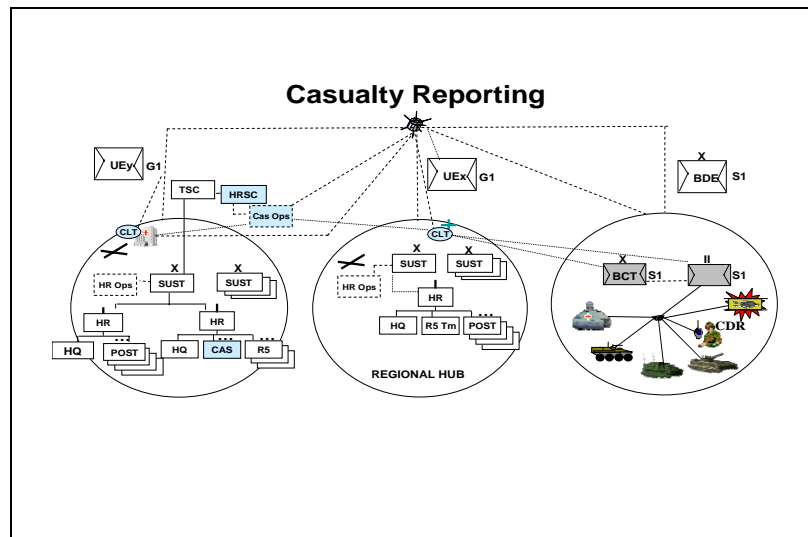 Casualty Reporting
UEy G1
UEx G1
X
BDE S1
TSC
HRSC
Cas Ops
CLT
HR Ops
X
SUST
X
SUST
I
HR
I
HR
HQ
...
POST
HQ
...
CAS
...
R5
CLT
HR Ops
X
SUST
X
SUST
I
HR
HQ
R5 Tm
...
POST
REGIONAL HUB
X
BCT S1
II
S1
CDR